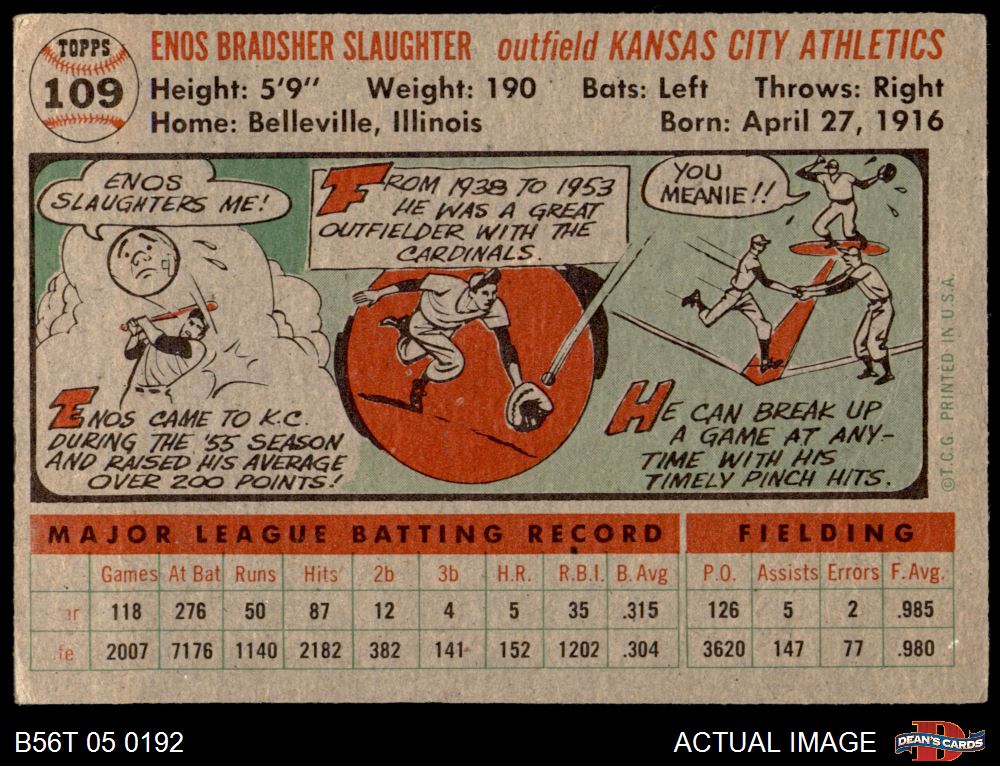 TOPPS
109
ENOS BRADSHER SLAUGHTER outfield KANSAS CITY ATHLETICS
Height: 5'9" Weight: 190 Bats: Left Throws: Right
Home: Belleville, Illinois Born: April 27, 1916
ENOS
SLAUGHTERS ME!
ENOS CAME TO K.C.
DURING THE '55 SEASON
AND RAISED HIS AVERAGE
OVER 200 POINTS!
FROM 1938 TO 1953
HE WAS A GREAT
OUTFIELDER WITH THE
CARDINALS.
YOU
MEANIE!!
HE CAN BREAK UP
A GAME AT ANY-
TIME WITH HIS
TIMELY PINCH HITS.
©T.C.G. PRINTED IN U.S.A.
MAJOR LEAGUE BATTING RECORD FIELDING
Games At Bat Runs Hits 2b 3b H.R. R.B.I. B. Avg P.O. Assists Errors F. Avg.
ar 118 276 50 87 12 4 5 35 .315 126 5 2 .985
fe 2007 7176 1140 2182 382 141 152 1202 .304 3620 147 77 .980
B56T 05 0192 ACTUAL IMAGE DEAN'S CARDS